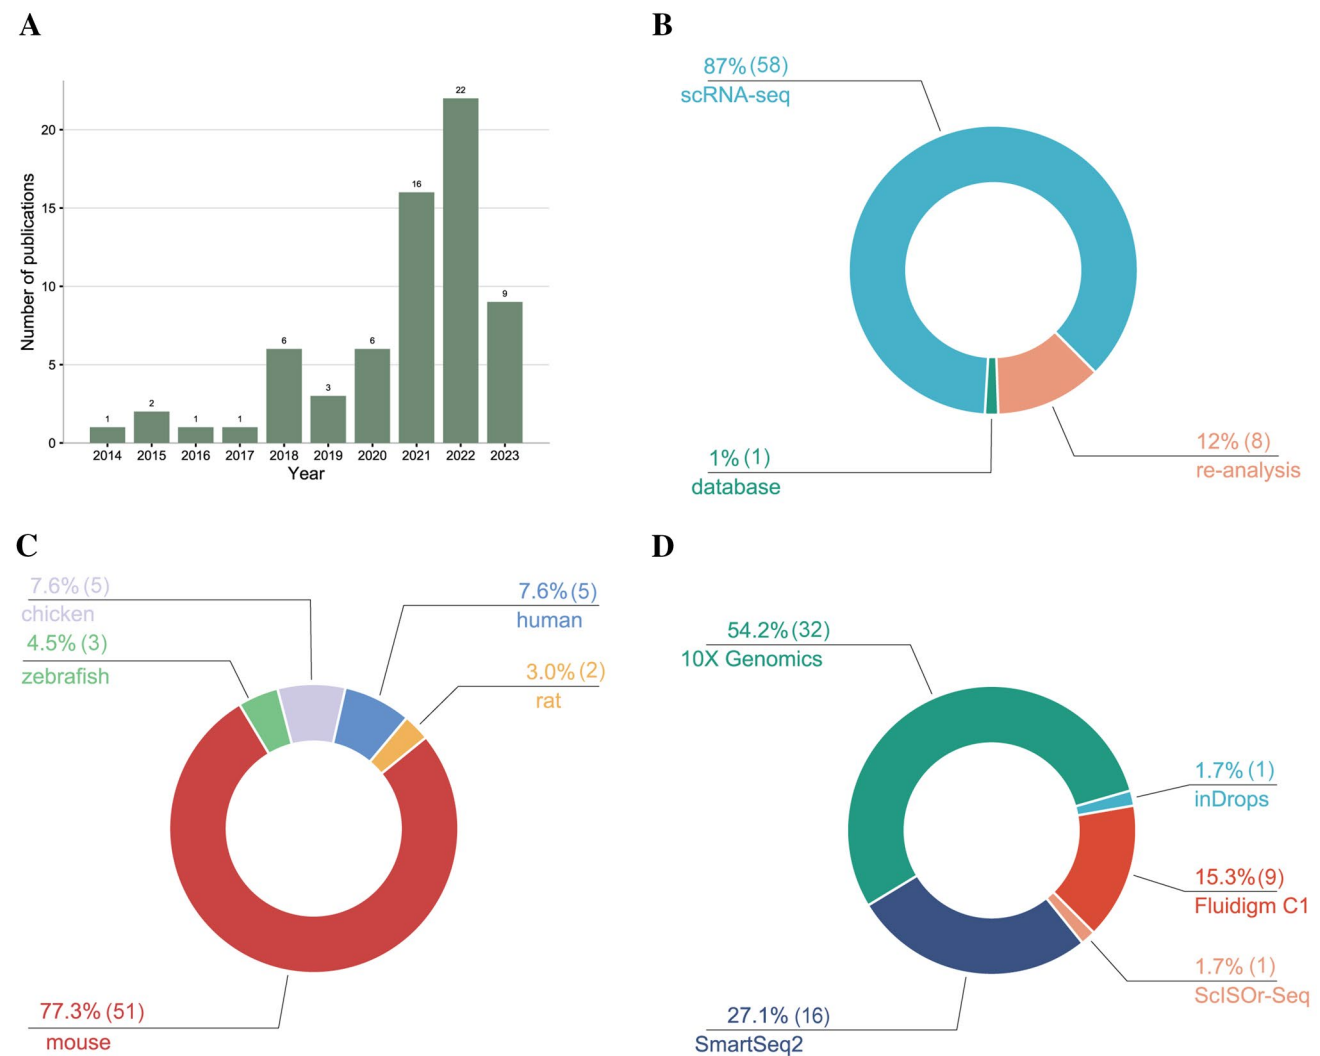 A
Number of publications
20
15
10
5
0
1
2
1
1
6
3
6
16
22
9
2014 2015 2016 2017 2018 2019 2020 2021 2022 2023
Year
B
87% (58)
scRNA-seq
1% (1)
database
12% (8)
re-analysis
C
7.6% (5)
chicken
4.5% (3)
zebrafish
7.6% (5)
human
3.0% (2)
rat
77.3% (51)
mouse
D
54.2% (32)
10X Genomics
1.7% (1)
inDrops
15.3% (9)
Fluidigm C1
1.7% (1)
ScISOr-Seq
27.1% (16)
SmartSeq2